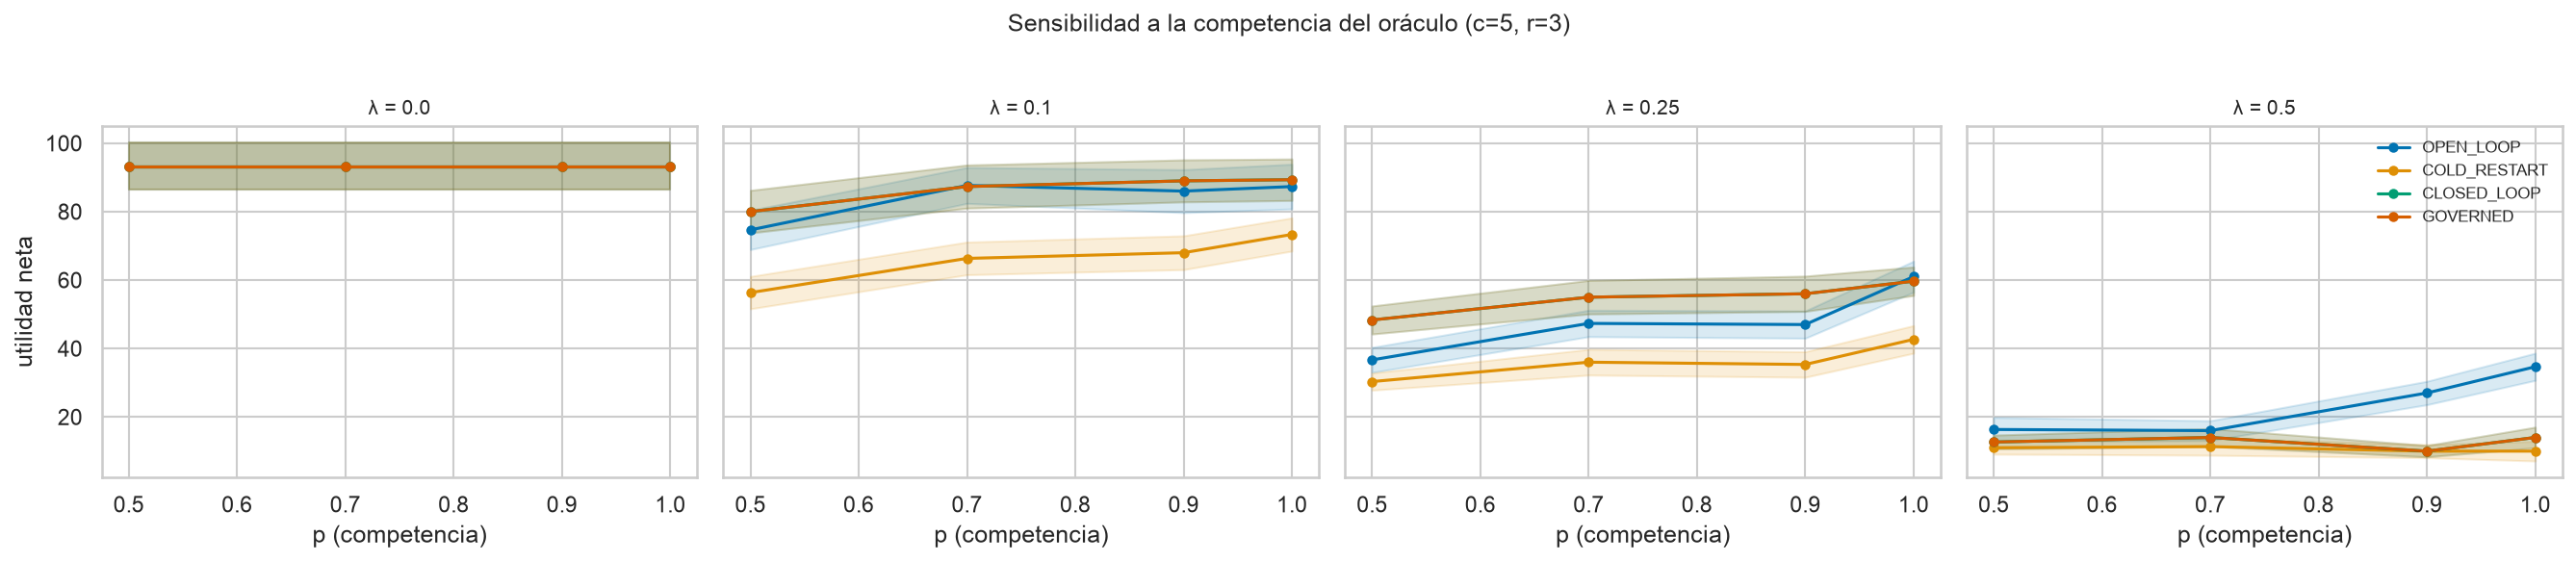 Sensibilidad a la competencia del oráculo (c=5, r=3)
λ = 0.0
λ = 0.1
λ = 0.25
λ = 0.5
utilidad neta
100
80
60
40
20
OPEN_LOOP
COLD_RESTART
CLOSED_LOOP
GOVERNED
0.5 0.6 0.7 0.8 0.9 1.0
0.5 0.6 0.7 0.8 0.9 1.0
0.5 0.6 0.7 0.8 0.9 1.0
0.5 0.6 0.7 0.8 0.9 1.0
p (competencia)
p (competencia)
p (competencia)
p (competencia)